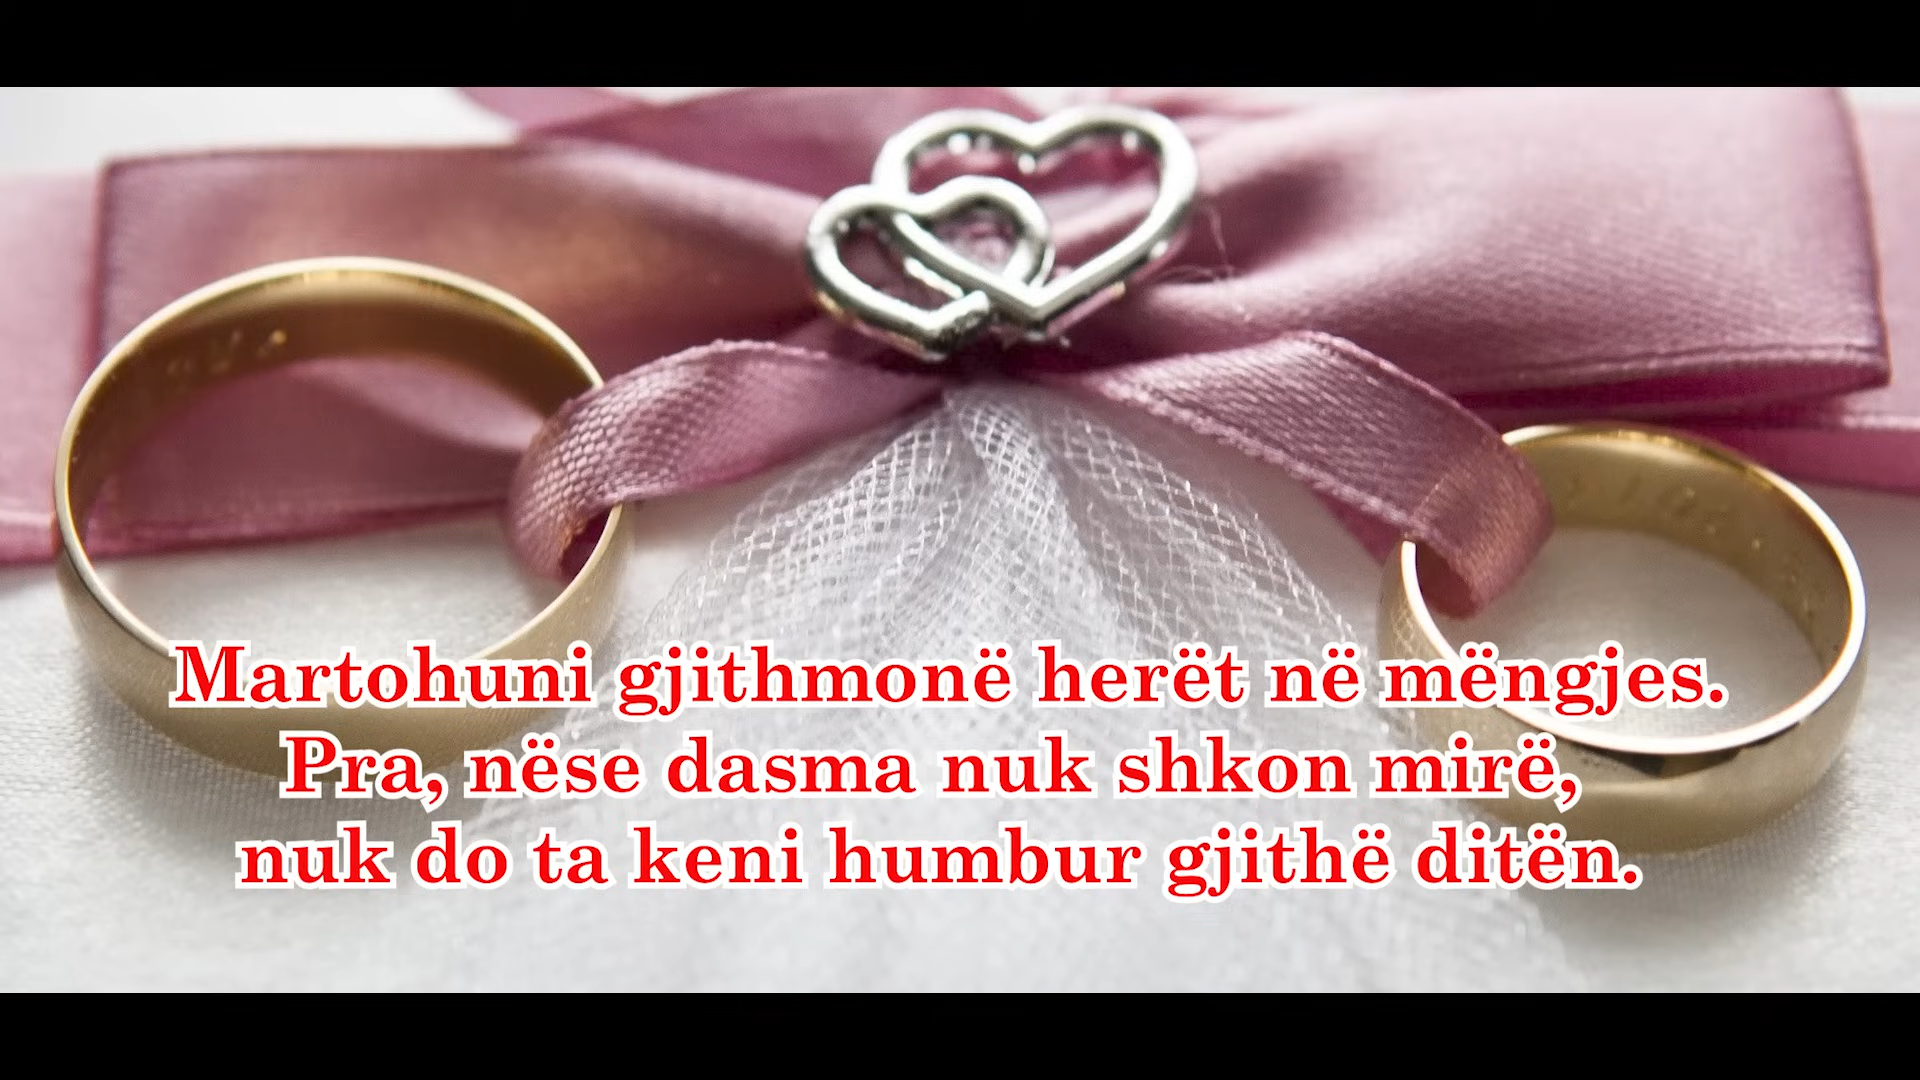 Martohuni gjithmonë herët në mëngjes.
Pra, nëse dasma nuk shkon mirë,
nuk do ta keni humbur gjithë ditën.